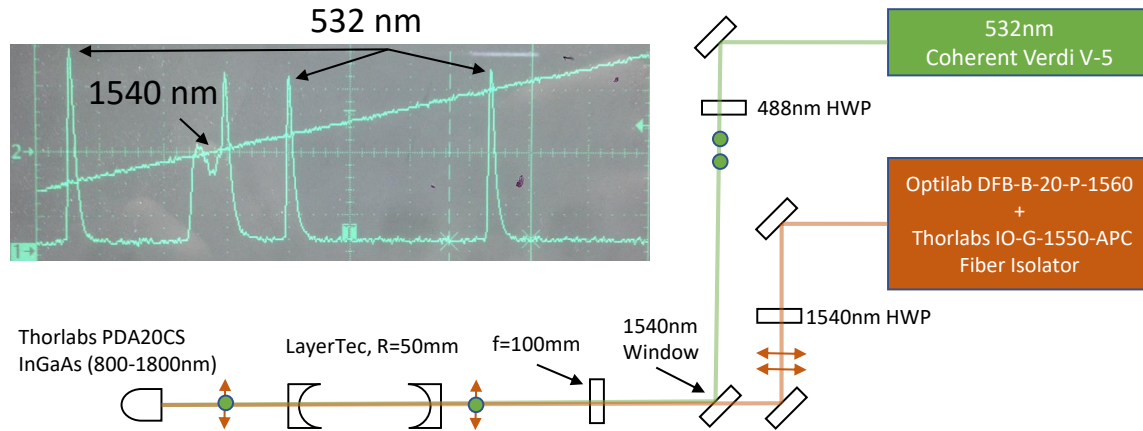 532 nm
1540 nm
2→
1→
T
532nm
Coherent Verdi V-5
488nm HWP
Optilab DFB-B-20-P-1560
+
Thorlabs IO-G-1550-APC
Fiber Isolator
1540nm HWP
1540nm
Window
f=100mm
LayerTec, R=50mm
Thorlabs PDA20CS
InGaAs (800-1800nm)